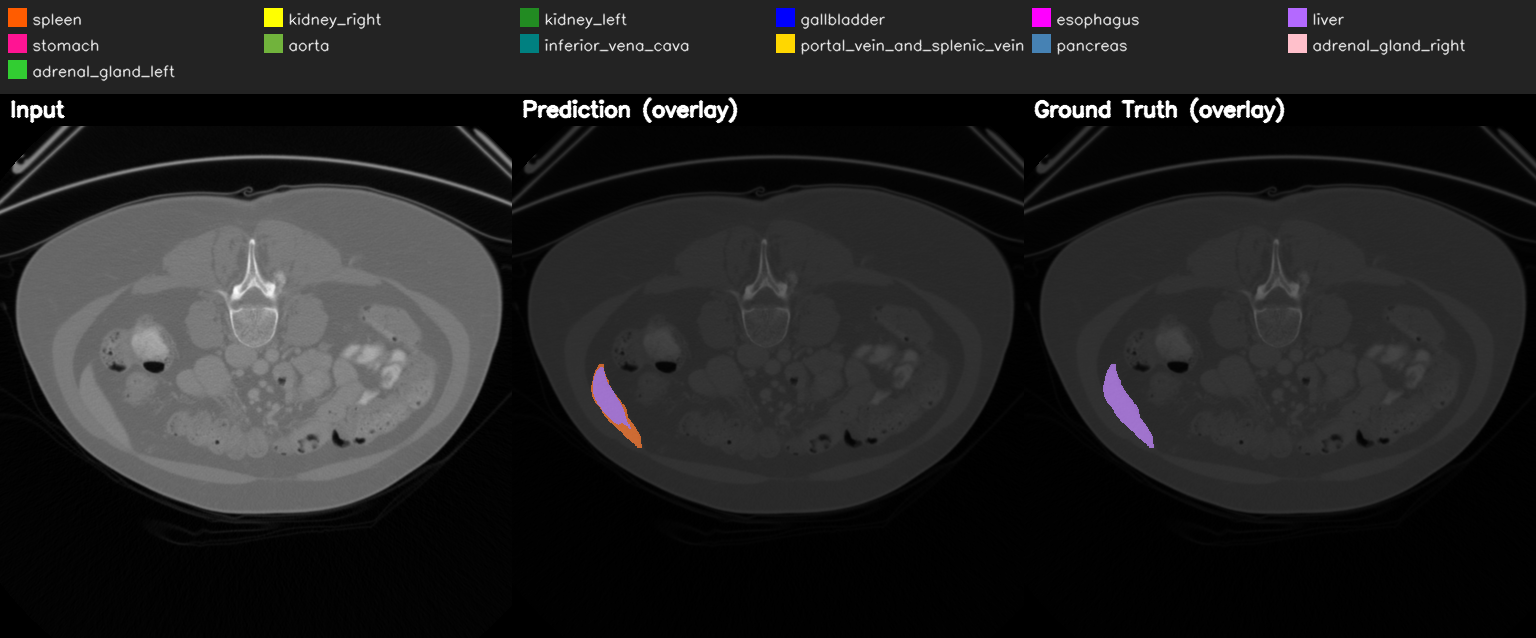 spleen kidney_right kidney_left gallbladder esophagus liver
stomach aorta inferior_vena_cava portal_vein_and_splenic_vein pancreas adrenal_gland_right
adrenal_gland_left
Input Prediction (overlay) Ground Truth (overlay)